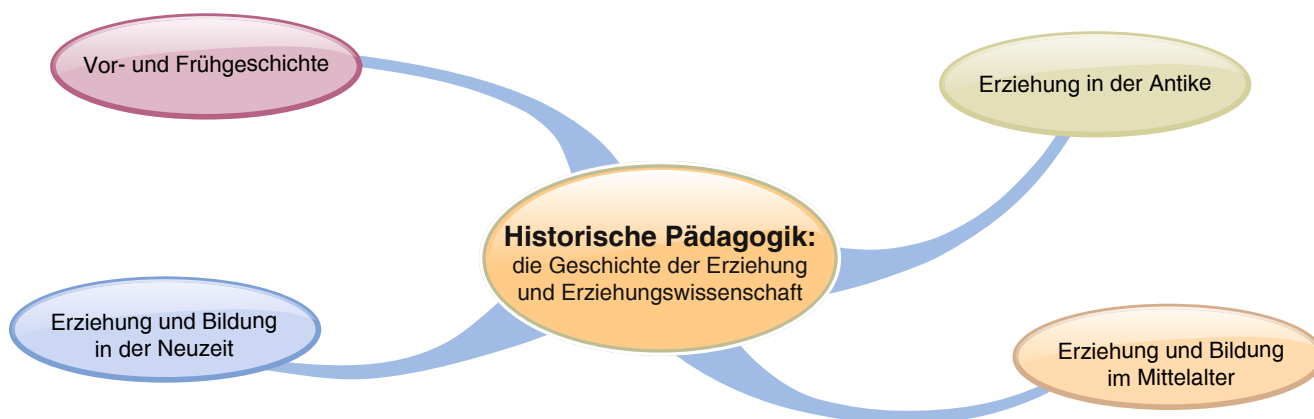 Vor- und Frühgeschichte
Erziehung in der Antike
Historische Pädagogik:
die Geschichte der Erziehung
und Erziehungswissenschaft
Erziehung und Bildung
in der Neuzeit
Erziehung und Bildung
im Mittelalter